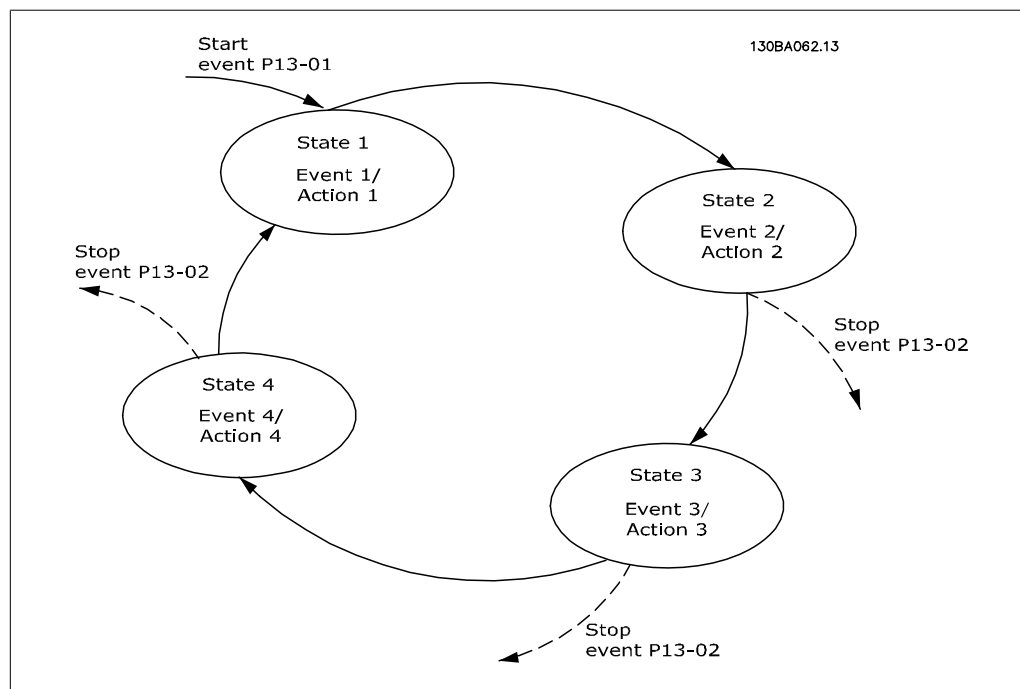 Start
event P13-01
130BA062.13
State 1
Event 1/
Action 1
State 2
Event 2/
Action 2
Stop
event P13-02
Stop
event P13-02
State 4
Event 4/
Action 4
State 3
Event 3/
Action 3
Stop
event P13-02